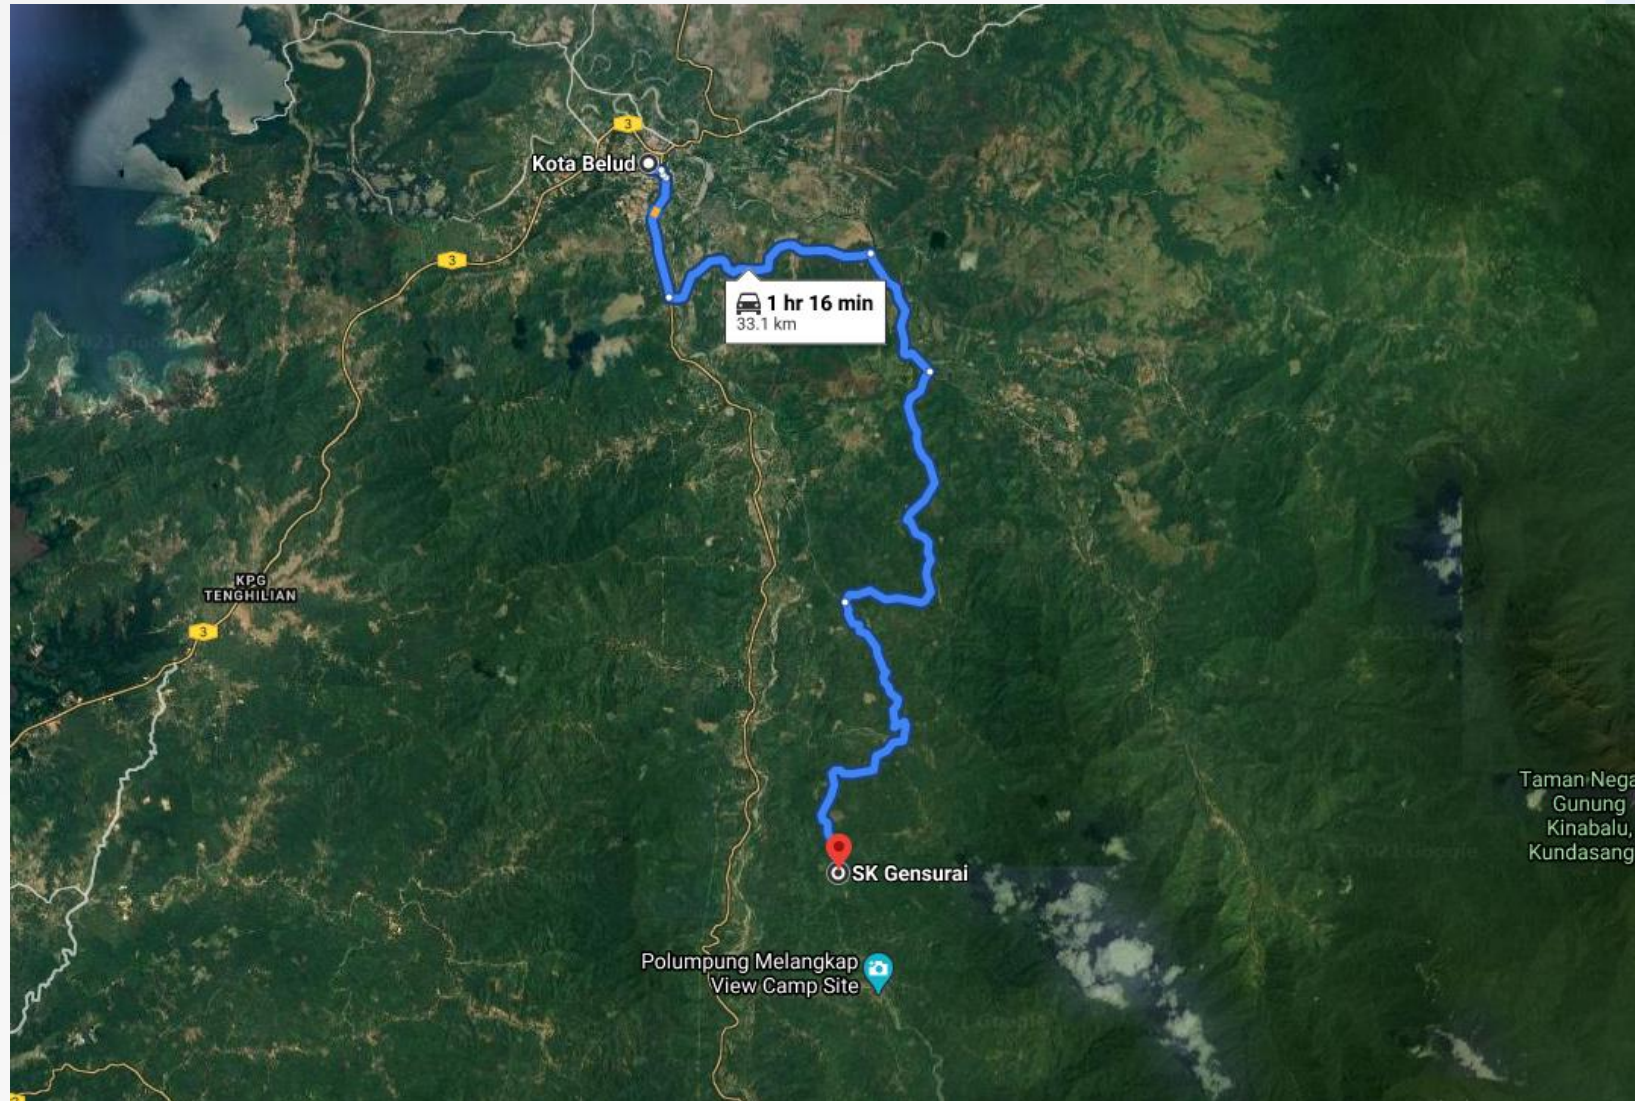 3
Kota Belud
3
1 hr 16 min
33.1 km
KPG
TENGHILIAN
3
Taman Nega
Gunung
Kinabalu,
Kundasang
SK Gensurai
Polumpung Melangkap
View Camp Site